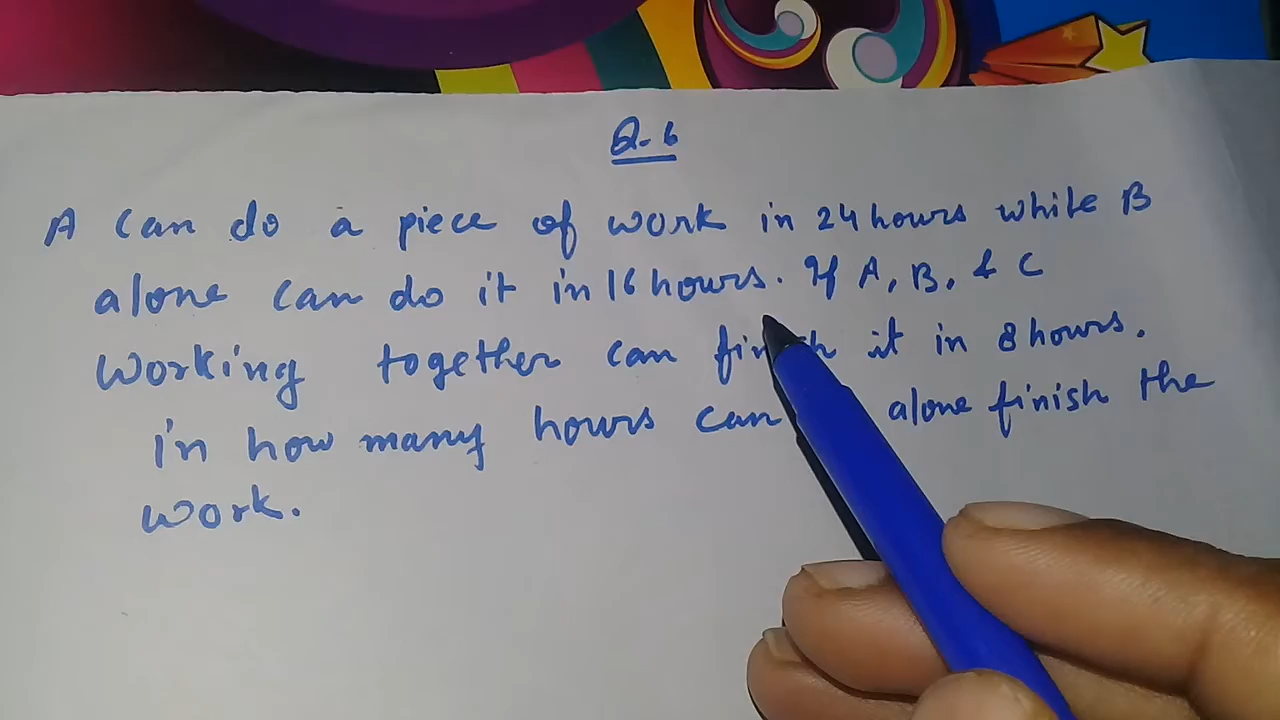 Q.6
A can do a piece of work in 24 hours while B
alone can do it in 16 hours. If A, B, & C
working together can finish it in 8 hours.
in how many hours can alone finish the
work.